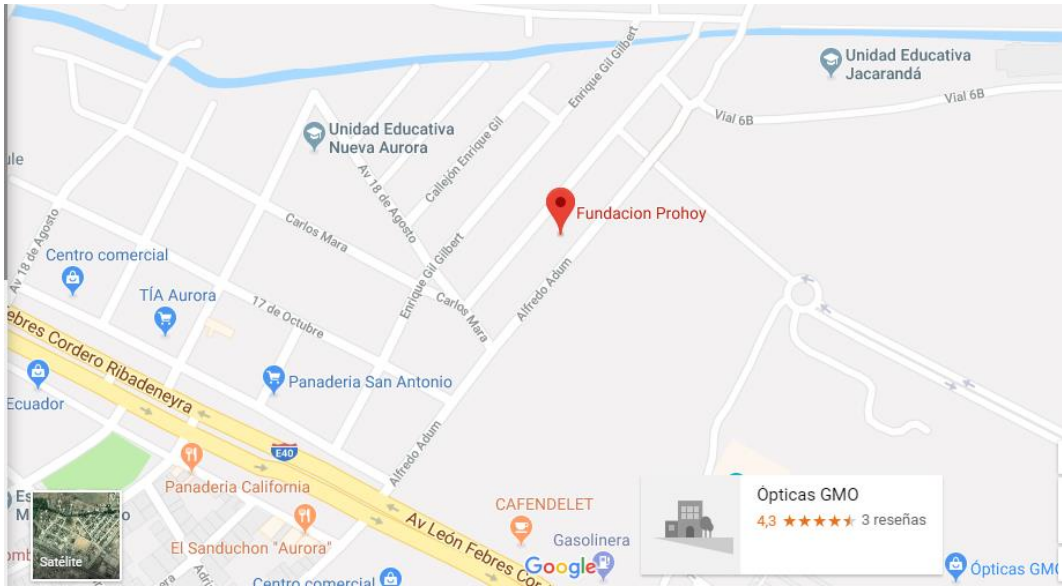 Unidad Educativa
Jacarandá
Vial 6B
Vial 6B
Enrique Gil Gilbert
Unidad Educativa
Nueva Aurora
Callejón Enrique Gil
Av 18 de Agosto
Fundacion Prohoy
Carlos Mara
Av 18 de Agosto
Centro comercial
TÍA Aurora
17 de Octubre
Enrique Gil Gilbert
Carlos Mara
Alfredo Adum
Febres Cordero Ribadeneyra
Ecuador
Panaderia San Antonio
E40
Alfredo Adum
Panaderia California
El Sanduchon "Aurora"
Av León Febres Cor
CAFENDELET
Gasolinera
Google
Centro comercial
Satélite
Ópticas GMO
4,3 3 reseñas
Ópticas GM